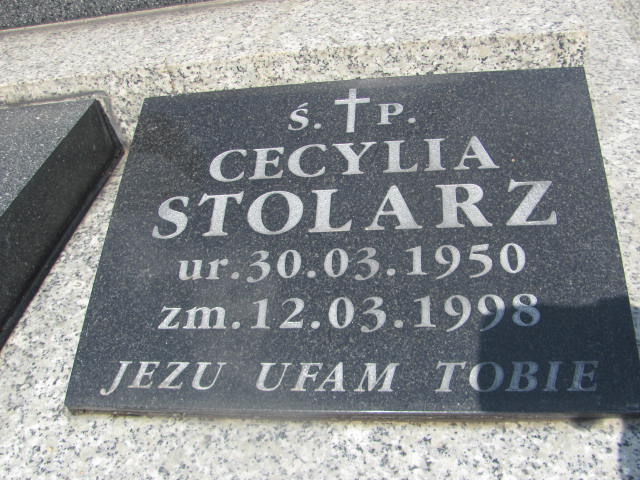 Ś. P.
CECYLIA
STOLARZ
ur.30.03.1950
zm.12.03.1998
JEZU UFAM TOBIE